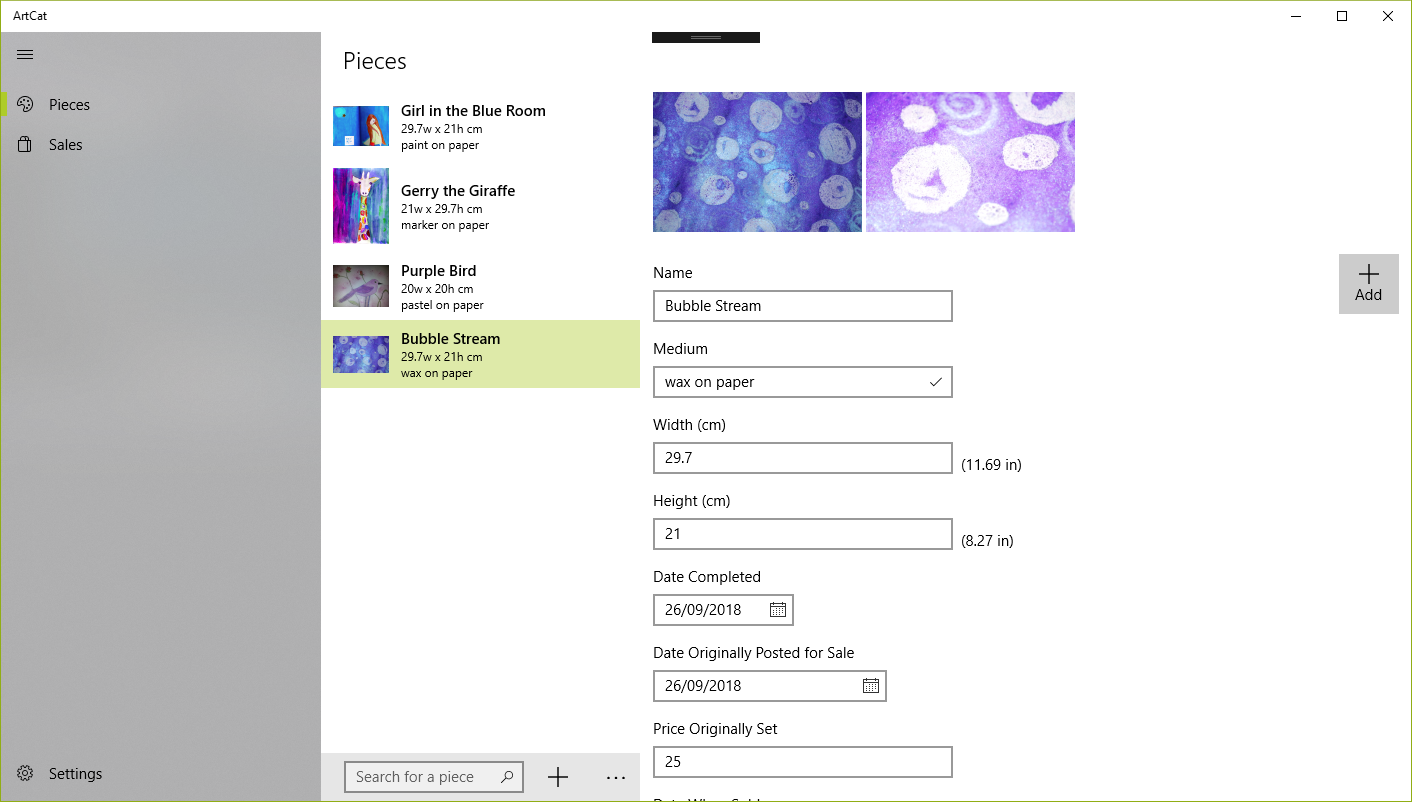 ArtCat
Pieces
Sales
Settings
Pieces
Girl in the Blue Room
29.7w x 21h cm
paint on paper
Gerry the Giraffe
21w x 29.7h cm
marker on paper
Purple Bird
20w x 20h cm
pastel on paper
Bubble Stream
29.7w x 21h cm
wax on paper
Search for a piece
Name
Bubble Stream
Medium
wax on paper
Width (cm)
29.7
(11.69 in)
Height (cm)
21
(8.27 in)
Date Completed
26/09/2018
Date Originally Posted for Sale
26/09/2018
Price Originally Set
25
Add